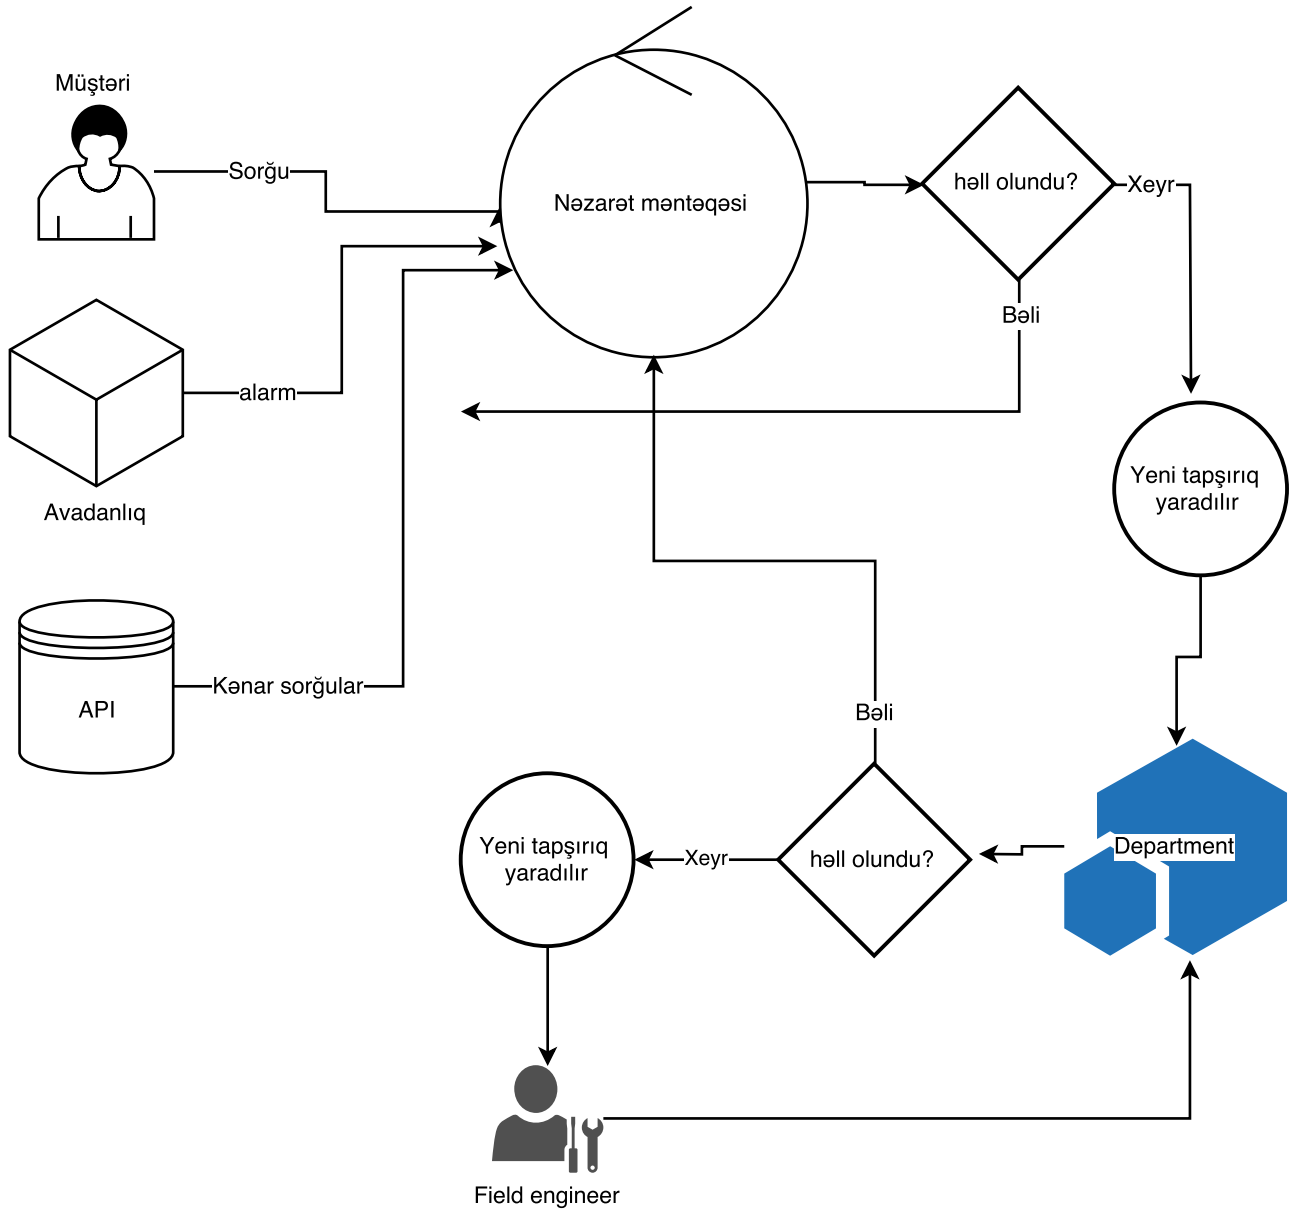 Müştəri
Sorğu
Nəzarət məntəqəsi
həll olundu?
Xeyr
Bəli
alarm
Avadanlıq
Yeni tapşırıq
yaradılır
Kənar sorğular
API
Bəli
Department
Yeni tapşırıq
yaradılır
Xeyr
həll olundu?
Field engineer